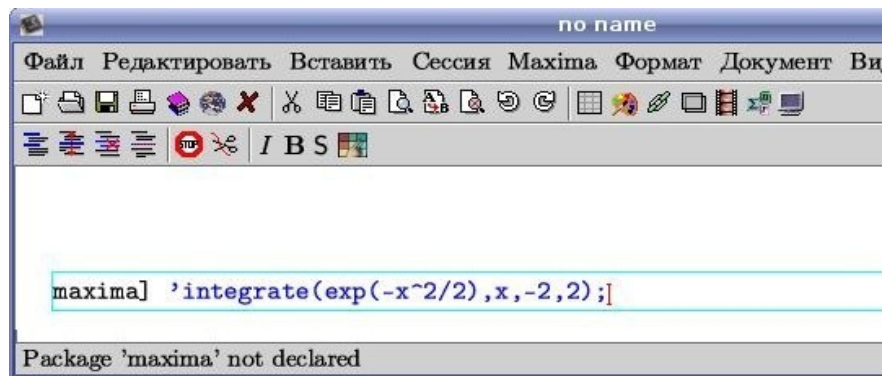 no name
Файл Редактировать Вставить Сессия Maxima Формат Документ Ви
STOP I B S
maxima] 'integrate(exp(-x^2/2),x,-2,2);
Package 'maxima' not declared